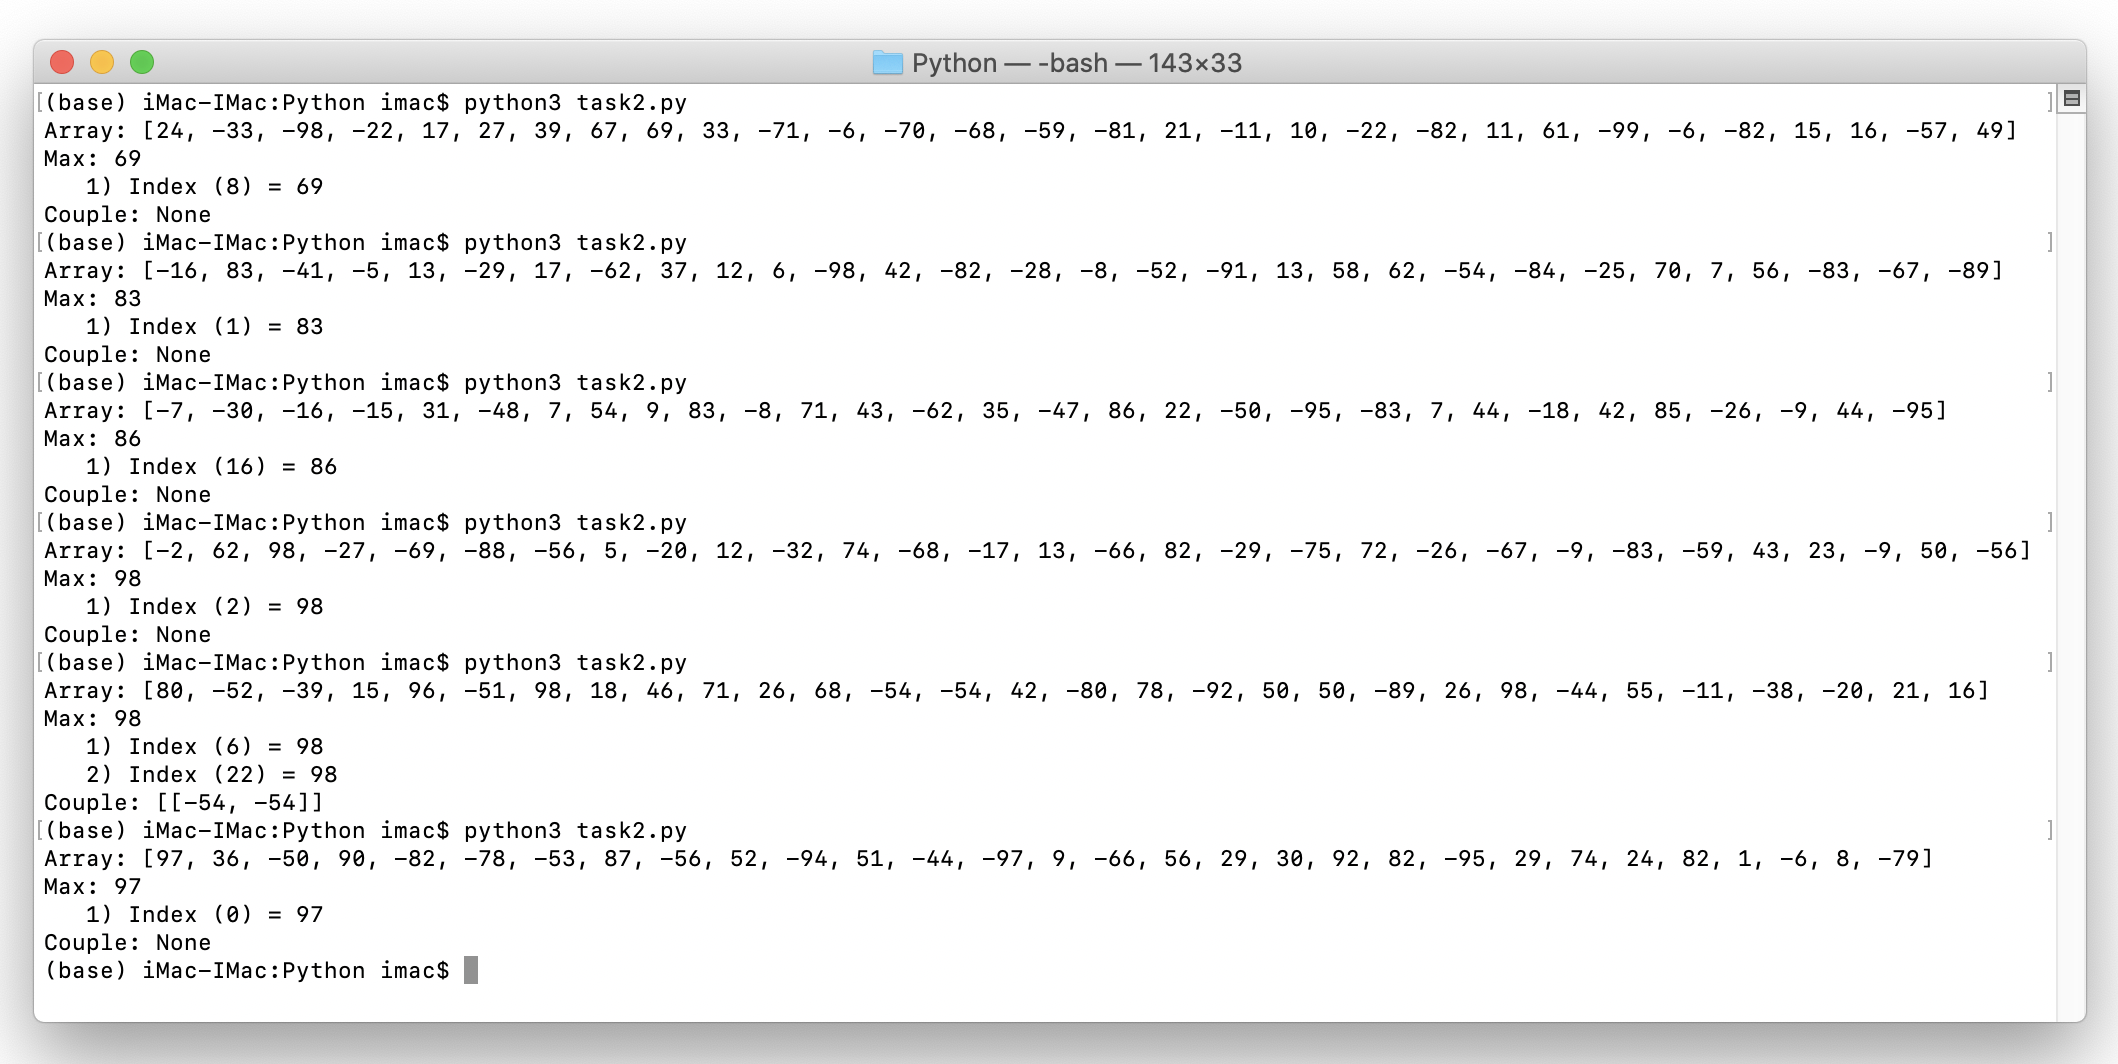 Python — -bash — 143×33
(base) iMac-IMac:Python imac$ python3 task2.py
Array: [24, -33, -98, -22, 17, 27, 39, 67, 69, 33, -71, -6, -70, -68, -59, -81, 21, -11, 10, -22, -82, 11, 61, -99, -6, -82, 15, 16, -57, 49]
Max: 69
   1) Index (8) = 69
Couple: None
(base) iMac-IMac:Python imac$ python3 task2.py
Array: [-16, 83, -41, -5, 13, -29, 17, -62, 37, 12, 6, -98, 42, -82, -28, -8, -52, -91, 13, 58, 62, -54, -84, -25, 70, 7, 56, -83, -67, -89]
Max: 83
   1) Index (1) = 83
Couple: None
(base) iMac-IMac:Python imac$ python3 task2.py
Array: [-7, -30, -16, -15, 31, -48, 7, 54, 9, 83, -8, 71, 43, -62, 35, -47, 86, 22, -50, -95, -83, 7, 44, -18, 42, 85, -26, -9, 44, -95]
Max: 86
   1) Index (16) = 86
Couple: None
(base) iMac-IMac:Python imac$ python3 task2.py
Array: [-2, 62, 98, -27, -69, -88, -56, 5, -20, 12, -32, 74, -68, -17, 13, -66, 82, -29, -75, 72, -26, -67, -9, -83, -59, 43, 23, -9, 50, -56]
Max: 98
   1) Index (2) = 98
Couple: None
(base) iMac-IMac:Python imac$ python3 task2.py
Array: [80, -52, -39, 15, 96, -51, 98, 18, 46, 71, 26, 68, -54, -54, 42, -80, 78, -92, 50, 50, -89, 26, 98, -44, 55, -11, -38, -20, 21, 16]
Max: 98
   1) Index (6) = 98
   2) Index (22) = 98
Couple: [[-54, -54]]
(base) iMac-IMac:Python imac$ python3 task2.py
Array: [97, 36, -50, 90, -82, -78, -53, 87, -56, 52, -94, 51, -44, -97, 9, -66, 56, 29, 30, 92, 82, -95, 29, 74, 24, 82, 1, -6, 8, -79]
Max: 97
   1) Index (0) = 97
Couple: None
(base) iMac-IMac:Python imac$